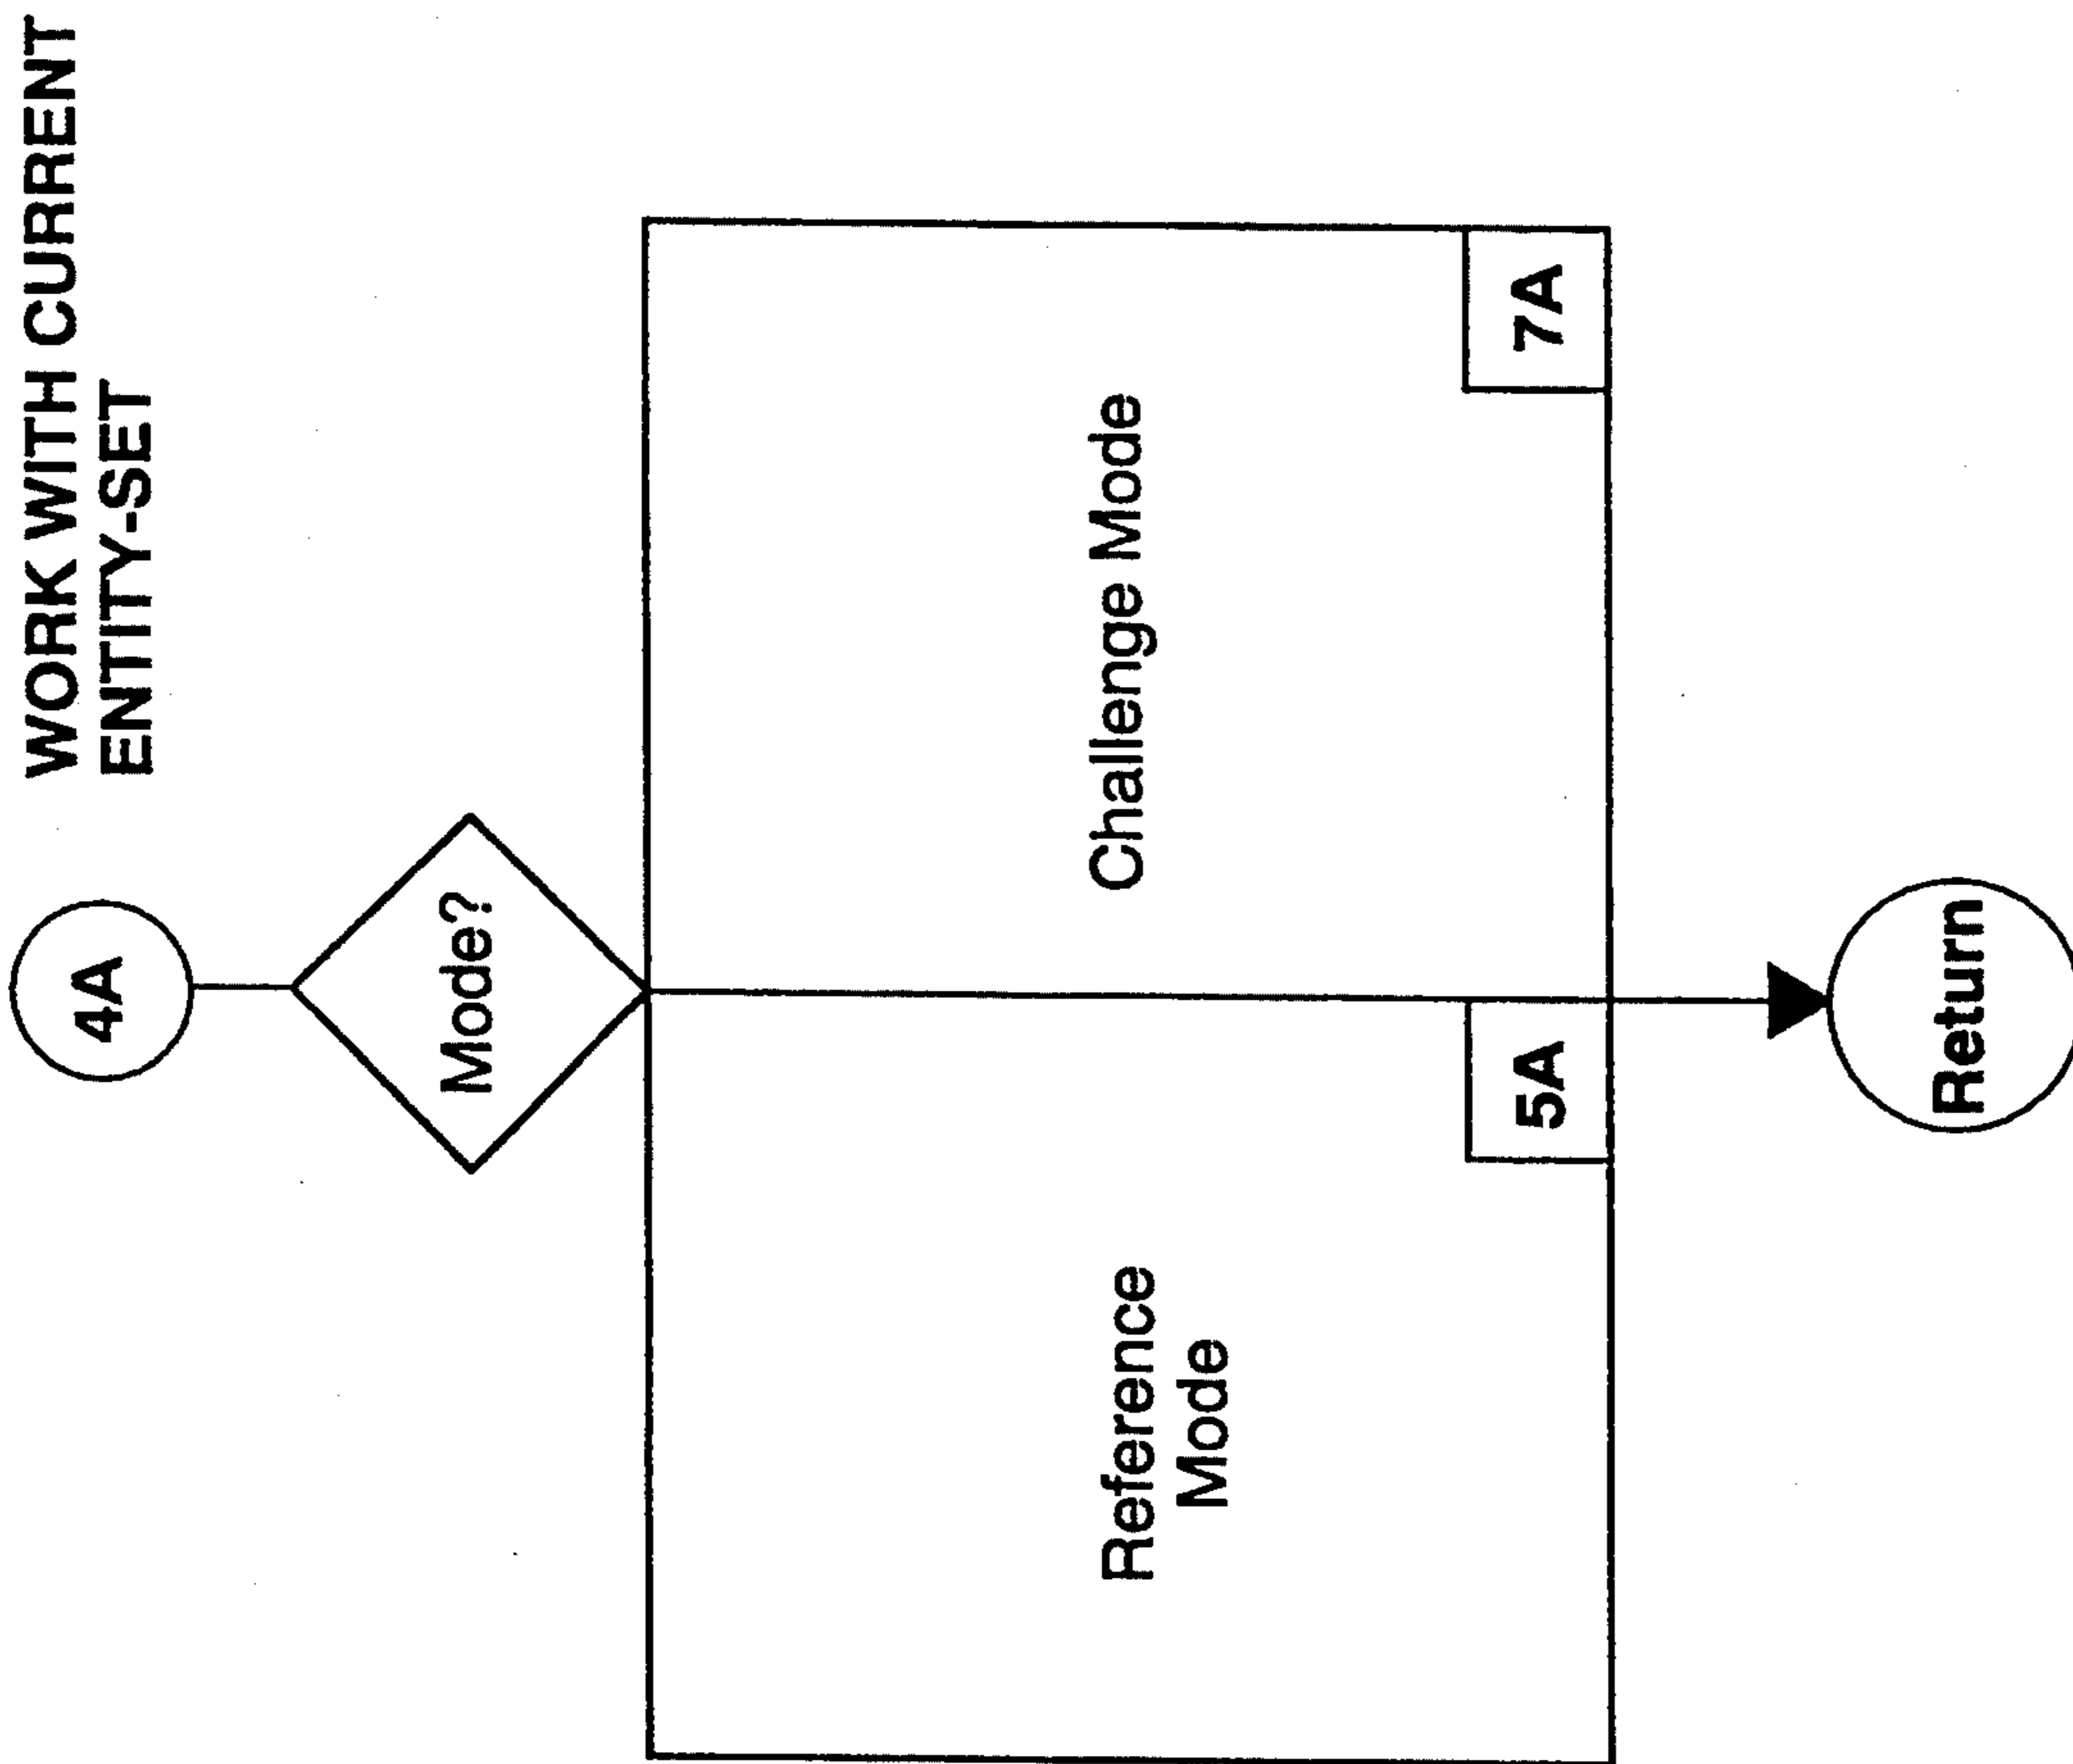 WORK WITH CURRENT
ENTITY-SET
4A
Mode?
Reference
Mode
5A
Challenge Mode
7A
Return